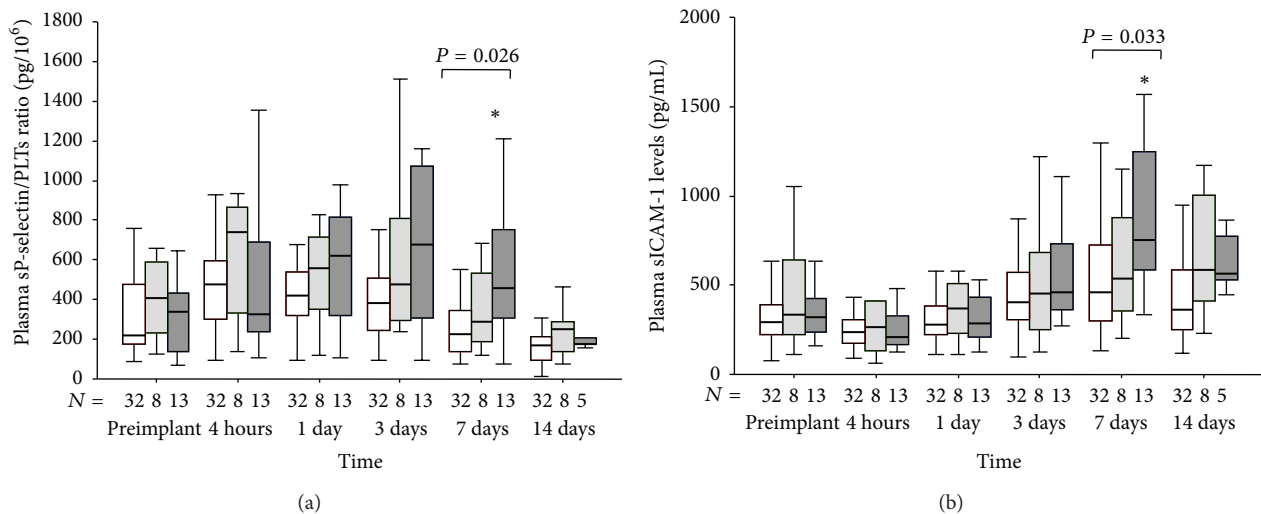 Plasma sP-selectin/PLTs ratio (pg/10⁶)
1800
1600
1400
1200
1000
800
600
400
200
0
P = 0.026
*
N = 32 8 13 32 8 13 32 8 13 32 8 13 32 8 13 32 8 5
Preimplant 4 hours 1 day 3 days 7 days 14 days
Time
(a)
Plasma sICAM-1 levels (pg/mL)
2000
1500
1000
500
0
P = 0.033
*
N = 32 8 13 32 8 13 32 8 13 32 8 13 32 8 13 32 8 5
Preimplant 4 hours 1 day 3 days 7 days 14 days
Time
(b)